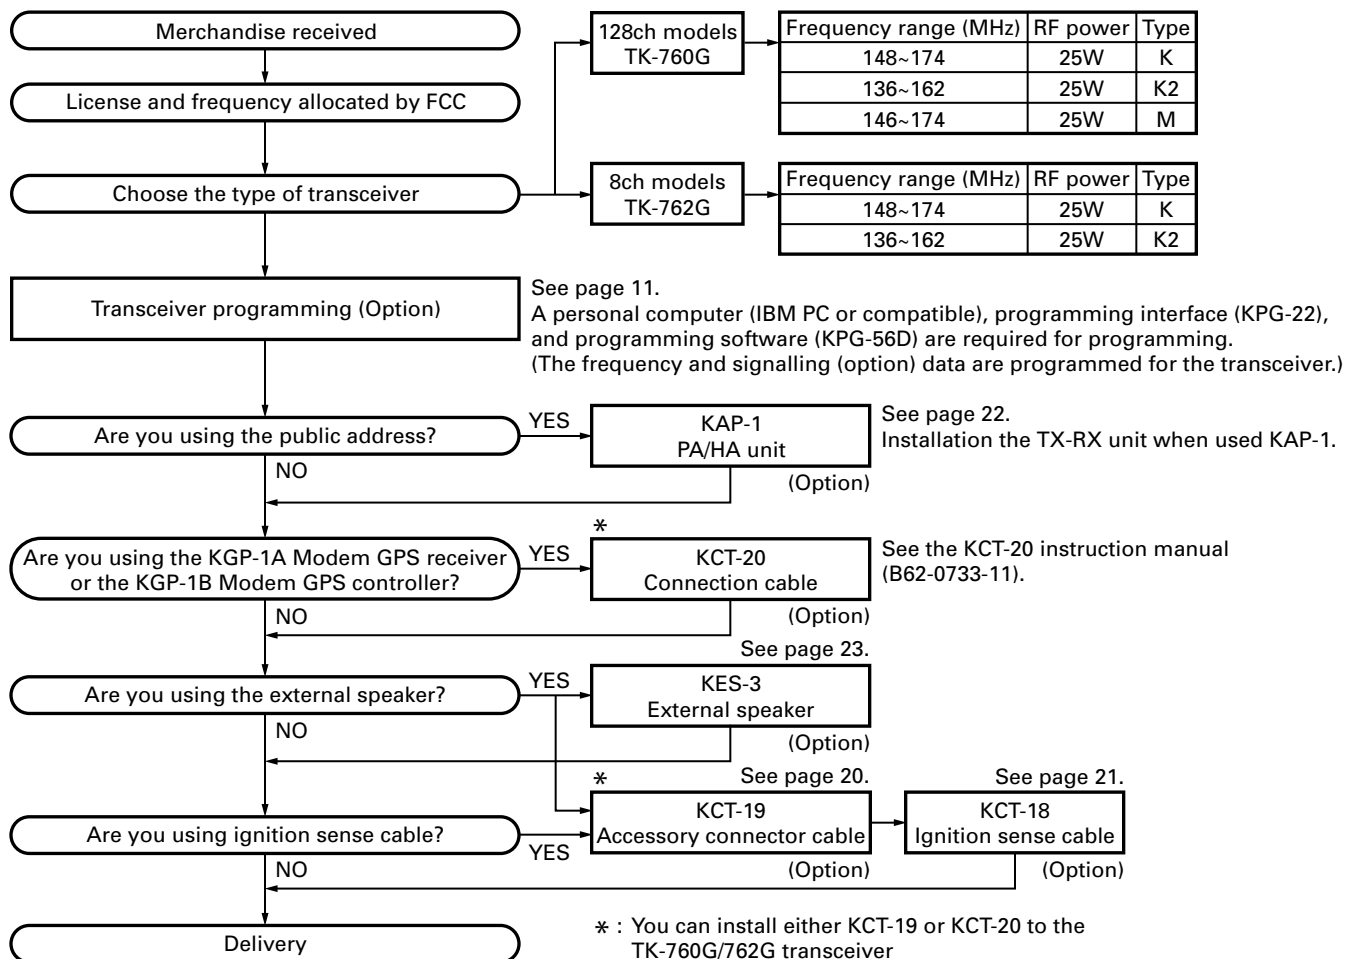 Merchandise received
License and frequency allocated by FCC
Choose the type of transceiver
128ch models
TK-760G
Frequency range (MHz) RF power Type
148~174 25W K
136~162 25W K2
146~174 25W M
8ch models
TK-762G
Frequency range (MHz) RF power Type
148~174 25W K
136~162 25W K2
Transceiver programming (Option)
See page 11.
A personal computer (IBM PC or compatible), programming interface (KPG-22),
and programming software (KPG-56D) are required for programming.
(The frequency and signalling (option) data are programmed for the transceiver.)
Are you using the public address?
YES
NO
KAP-1
PA/HA unit
(Option)
See page 22.
Installation the TX-RX unit when used KAP-1.
Are you using the KGP-1A Modem GPS receiver
or the KGP-1B Modem GPS controller?
YES
NO
*
KCT-20
Connection cable
(Option)
See the KCT-20 instruction manual
(B62-0733-11).
Are you using the external speaker?
YES
NO
See page 23.
KES-3
External speaker
(Option)
Are you using ignition sense cable?
YES
NO
*
See page 20.
KCT-19
Accessory connector cable
(Option)
See page 21.
KCT-18
Ignition sense cable
(Option)
Delivery
* : You can install either KCT-19 or KCT-20 to the
TK-760G/762G transceiver